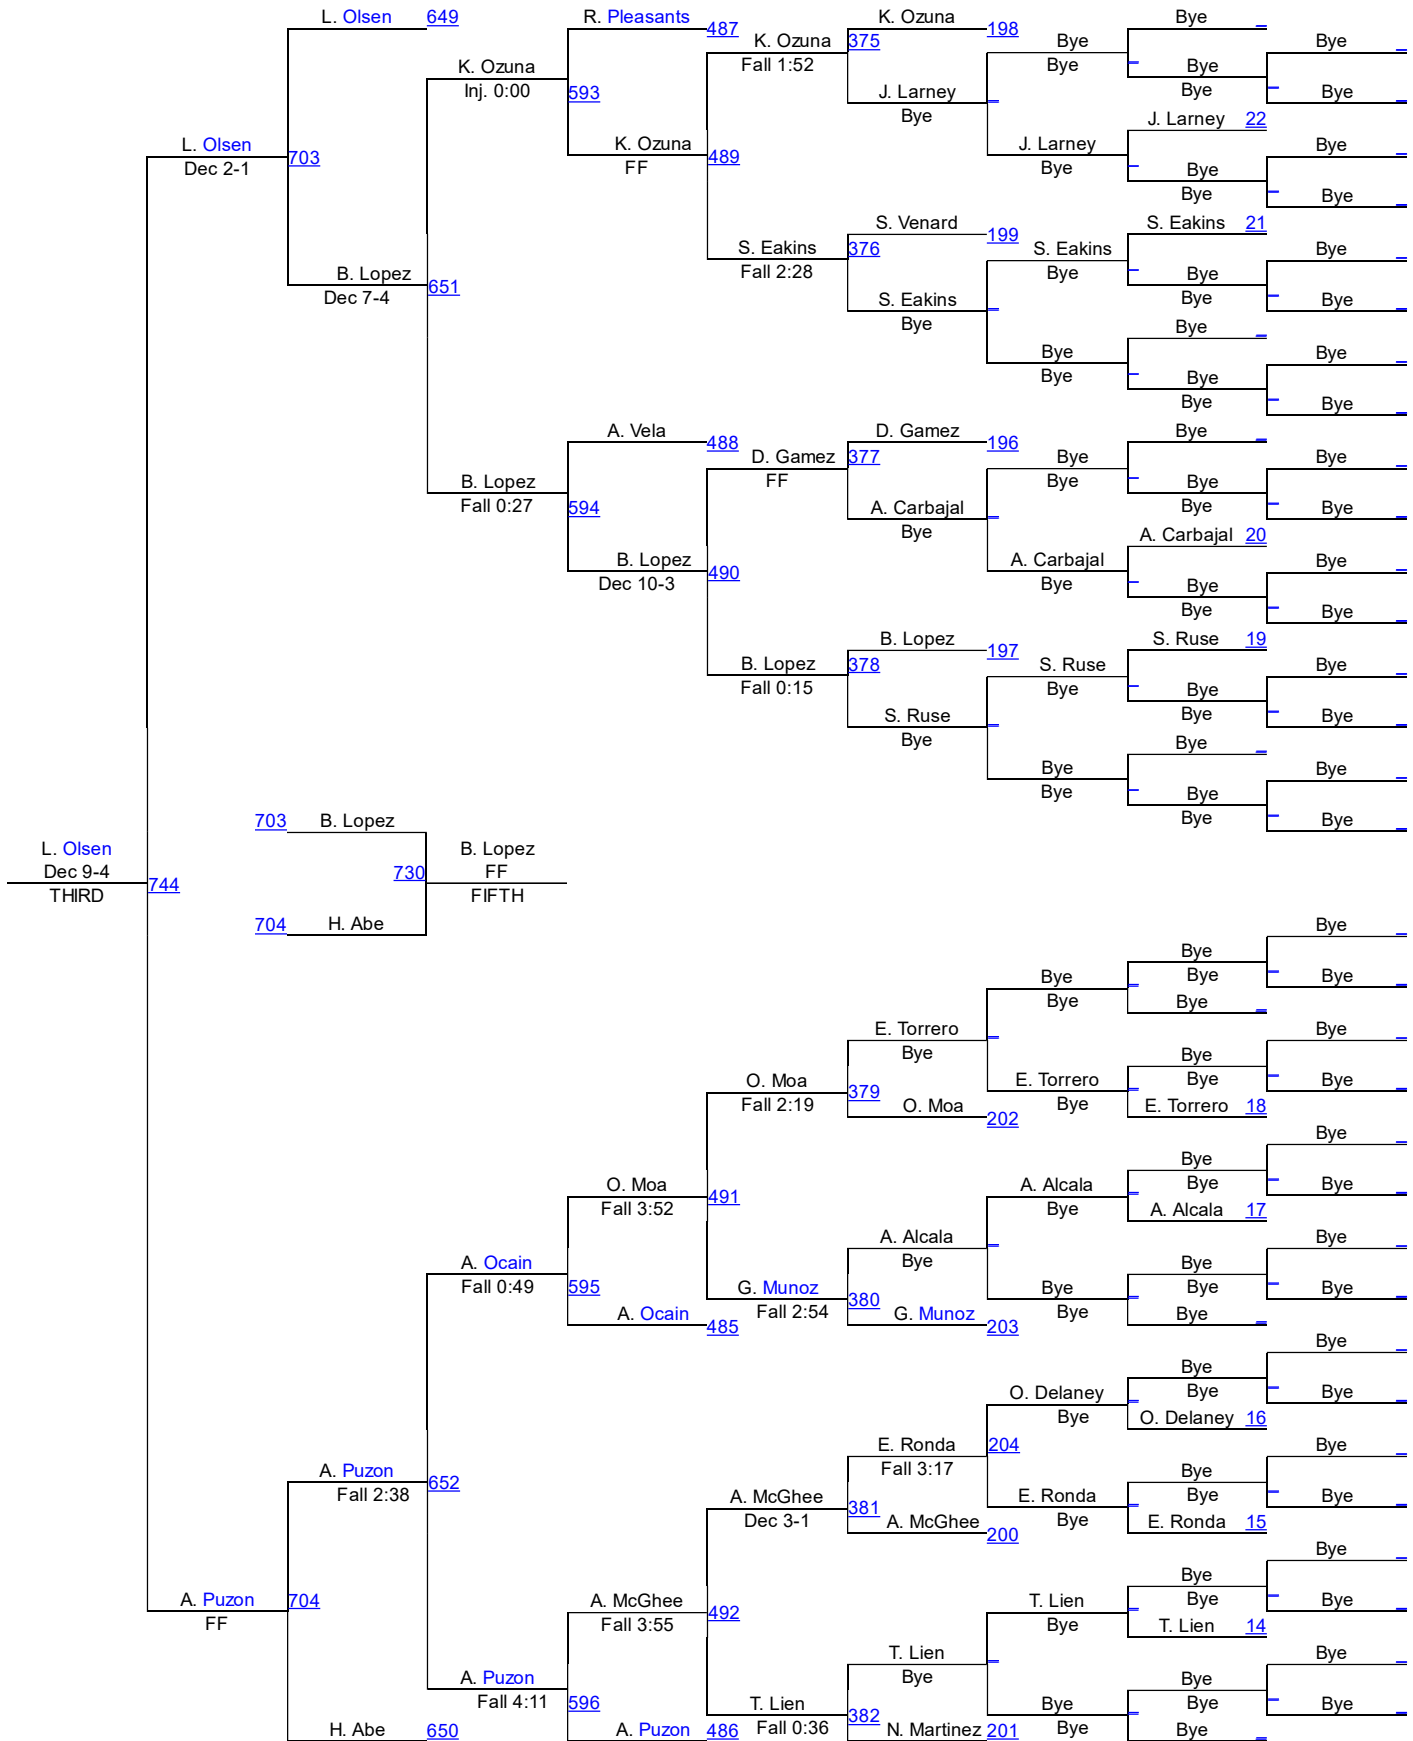 L. Olsen 649
R. Pleasants 487
K. Ozuna 198
Bye
K. Ozuna 375
Bye
Bye
Fall 1:52
Bye
Bye
K. Ozuna
Bye
Bye
Inj. 0:00
593
J. Larney
Bye
J. Larney 22
L. Olsen
K. Ozuna
J. Larney
Bye
Dec 2-1
703
FF
489
Bye
Bye
Bye
Bye
S. Venard 199
S. Eakins 21
S. Eakins 376
S. Eakins
Bye
B. Lopez
Fall 2:28
Bye
Bye
Dec 7-4
651
S. Eakins
Bye
Bye
Bye
Bye
Bye
Bye
Bye
Bye
Bye
A. Vela 488
D. Gamez 196
Bye
D. Gamez 377
Bye
Bye
FF
Bye
B. Lopez
Bye
Fall 0:27
594
A. Carbajal
Bye
Bye
Bye
A. Carbajal 20
B. Lopez
A. Carbajal
Bye
Dec 10-3
490
Bye
Bye
Bye
Bye
B. Lopez 197
S. Ruse 19
B. Lopez 378
S. Ruse
Bye
Fall 0:15
Bye
Bye
S. Ruse
Bye
Bye
Bye
Bye
Bye
Bye
Bye
Bye
Bye
703 B. Lopez
L. Olsen
B. Lopez
Dec 9-4
730
FF
THIRD
744
FIFTH
704 H. Abe
Bye
Bye
Bye
Bye
Bye
Bye
Bye
E. Torrero
Bye
Bye
Bye
O. Moa 379
E. Torrero
Bye
Bye
Fall 2:19
O. Moa 202
Bye
E. Torrero 18
Bye
Bye
O. Moa
A. Alcala
Bye
Bye
Fall 3:52
491
Bye
A. Alcala 17
A. Alcala
Bye
A. Ocain
Bye
Bye
Fall 0:49
595
G. Munoz 380
Bye
Bye
Bye
A. Ocain 485
Fall 2:54
G. Munoz 203
Bye
Bye
Bye
Bye
O. Delaney
Bye
Bye
Bye
O. Delaney 16
E. Ronda 204
Bye
A. Puzon
Fall 3:17
Bye
Fall 2:38
652
A. McGhee 381
E. Ronda
Bye
Bye
Dec 3-1
A. McGhee 200
Bye
E. Ronda 15
Bye
Bye
A. Puzon 704
A. McGhee
T. Lien
Bye
Bye
FF
Fall 3:55
492
Bye
T. Lien 14
T. Lien
Bye
A. Puzon
Bye
Bye
Fall 4:11
596
T. Lien 382
Bye
Bye
Bye
H. Abe 650
A. Puzon 486
Fall 0:36
N. Martinez 201
Bye
Bye